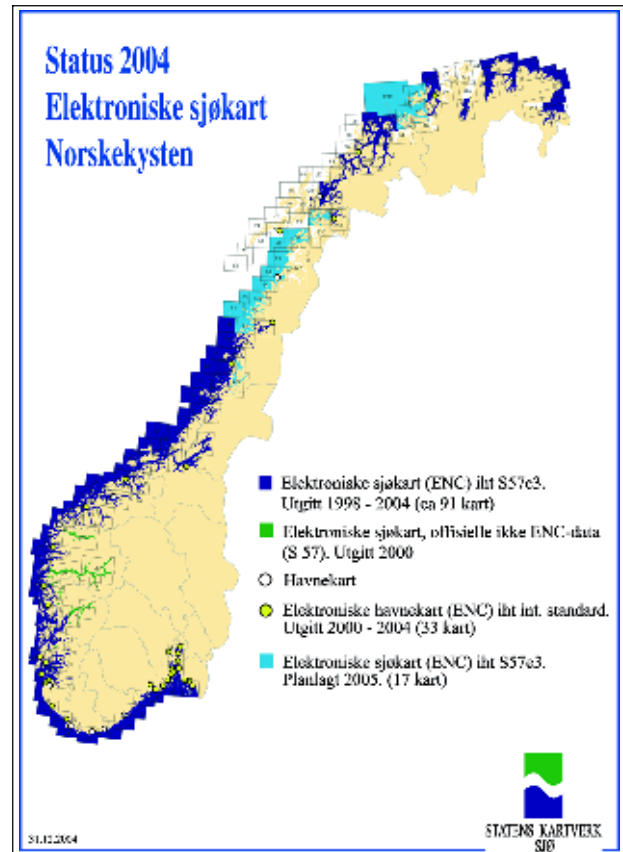 Status 2004
Elektroniske sjøkart
Norskekysten
Elektroniske sjøkart (ENC) iht S57e3.
Utgitt 1998 - 2004 (ca 91 kart)
Elektroniske sjøkart, offisielle ikke ENC-data
(S 57). Utgitt 2000
Havnekart
Elektroniske havnekart (ENC) iht int. standard.
Utgitt 2000 - 2004 (33 kart)
Elektroniske sjøkart (ENC) iht S57e3.
Planlagt 2005. (17 kart)
STATENS KARTVERK
SJØ
31.12.2004